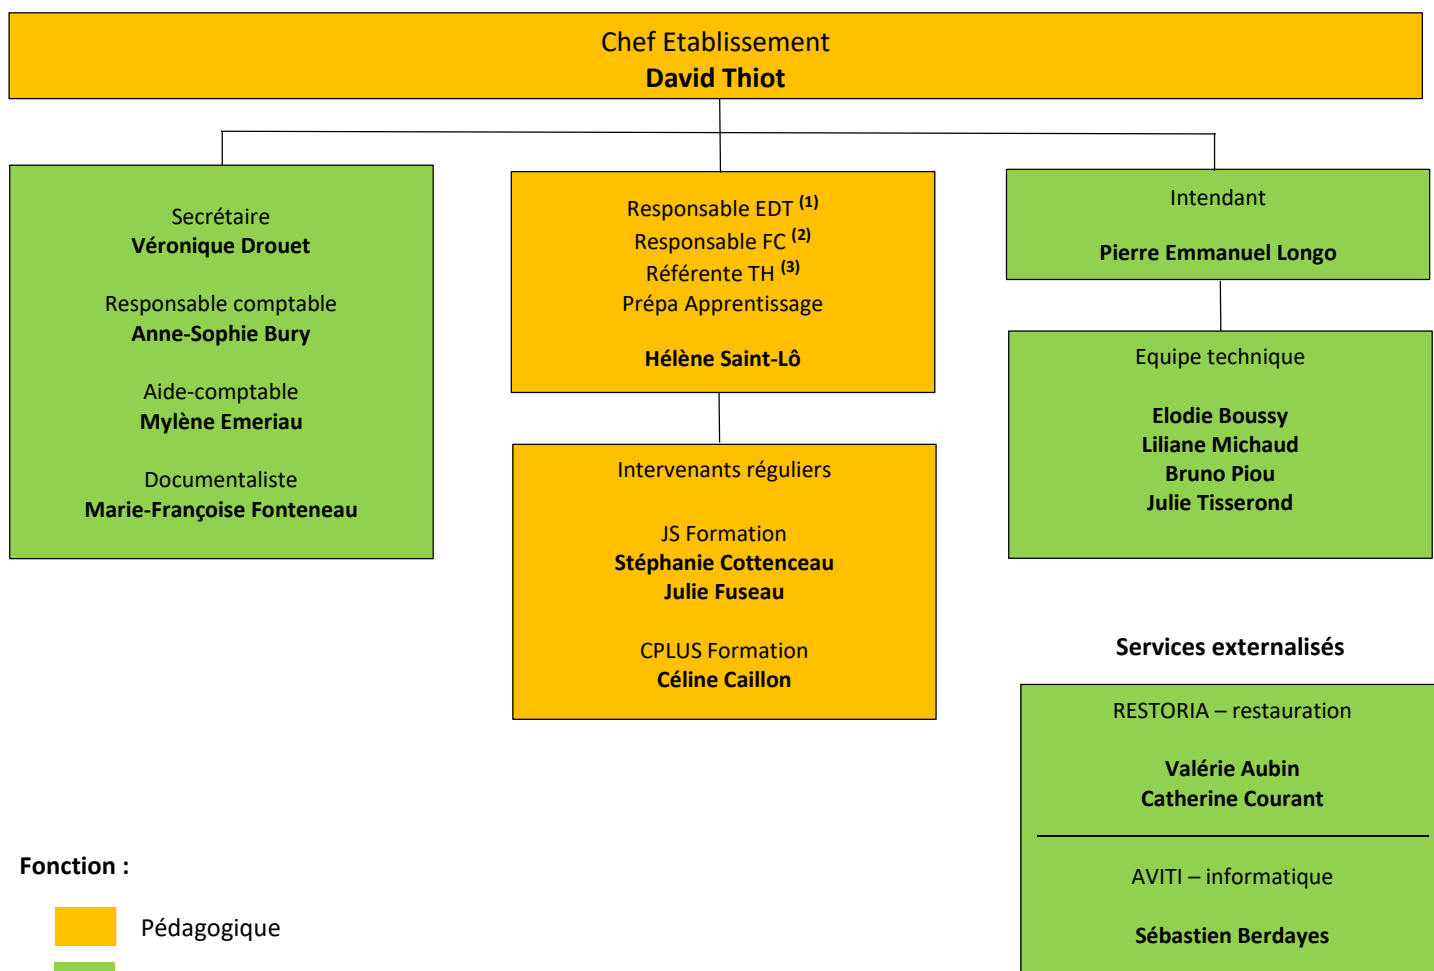 Chef Etablissement
David Thiot
Secrétaire
Véronique Drouet
Responsable comptable
Anne-Sophie Bury
Aide-comptable
Mylène Emeriau
Documentaliste
Marie-Françoise Fonteneau
Responsable EDT (1)
Responsable FC (2)
Référente TH (3)
Prépa Apprentissage
Hélène Saint-Lô
Intervenants réguliers
JS Formation
Stéphanie Cottenceau
Julie Fuseau
CPLUS Formation
Céline Caillon
Intendant
Pierre Emmanuel Longo
Equipe technique
Elodie Boussy
Liliane Michaud
Bruno Piou
Julie Tisserond
Services externalisés
RESTORIA – restauration
Valérie Aubin
Catherine Courant
AVITI – informatique
Sébastien Berdayes
Fonction :
Pédagogique